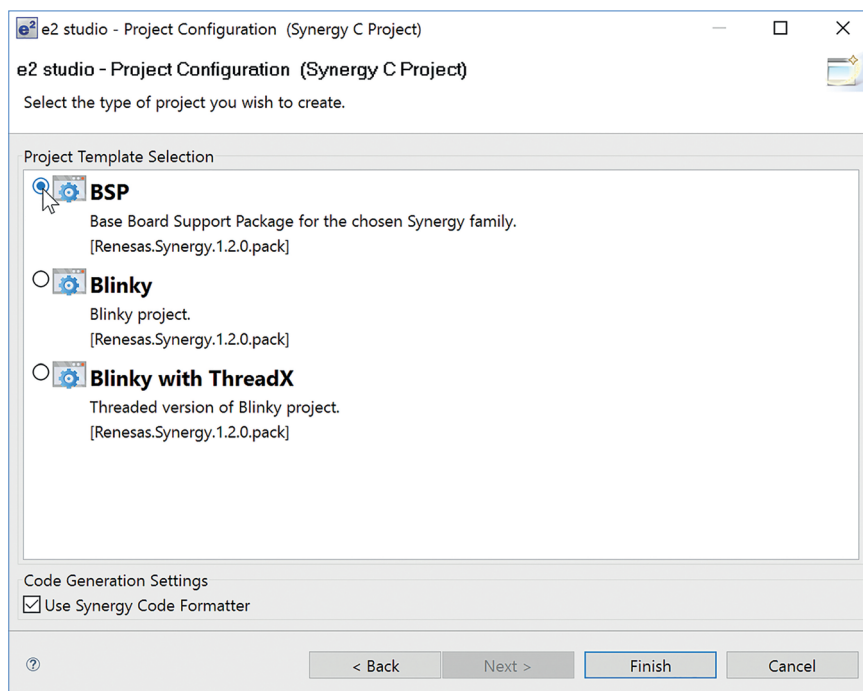 e² e2 studio - Project Configuration (Synergy C Project)
e2 studio - Project Configuration (Synergy C Project)
Select the type of project you wish to create.
Project Template Selection
BSP
Base Board Support Package for the chosen Synergy family.
[Renesas.Synergy.1.2.0.pack]
Blinky
Blinky project.
[Renesas.Synergy.1.2.0.pack]
Blinky with ThreadX
Threaded version of Blinky project.
[Renesas.Synergy.1.2.0.pack]
Code Generation Settings
Use Synergy Code Formatter
? < Back Next > Finish Cancel